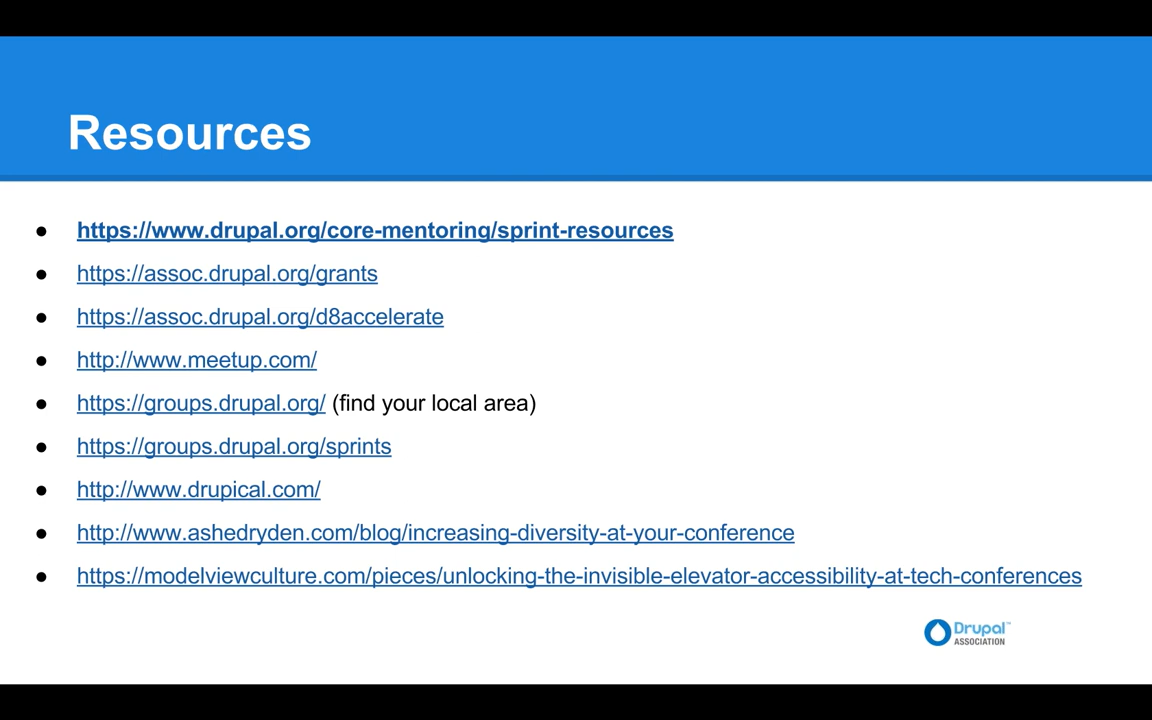 Resources
● https://www.drupal.org/core-mentoring/sprint-resources
● https://assoc.drupal.org/grants
● https://assoc.drupal.org/d8accelerate
● http://www.meetup.com/
● https://groups.drupal.org/ (find your local area)
● https://groups.drupal.org/sprints
● http://www.drupical.com/
● http://www.ashedryden.com/blog/increasing-diversity-at-your-conference
● https://modelviewculture.com/pieces/unlocking-the-invisible-elevator-accessibility-at-tech-conferences
Drupal™
ASSOCIATION